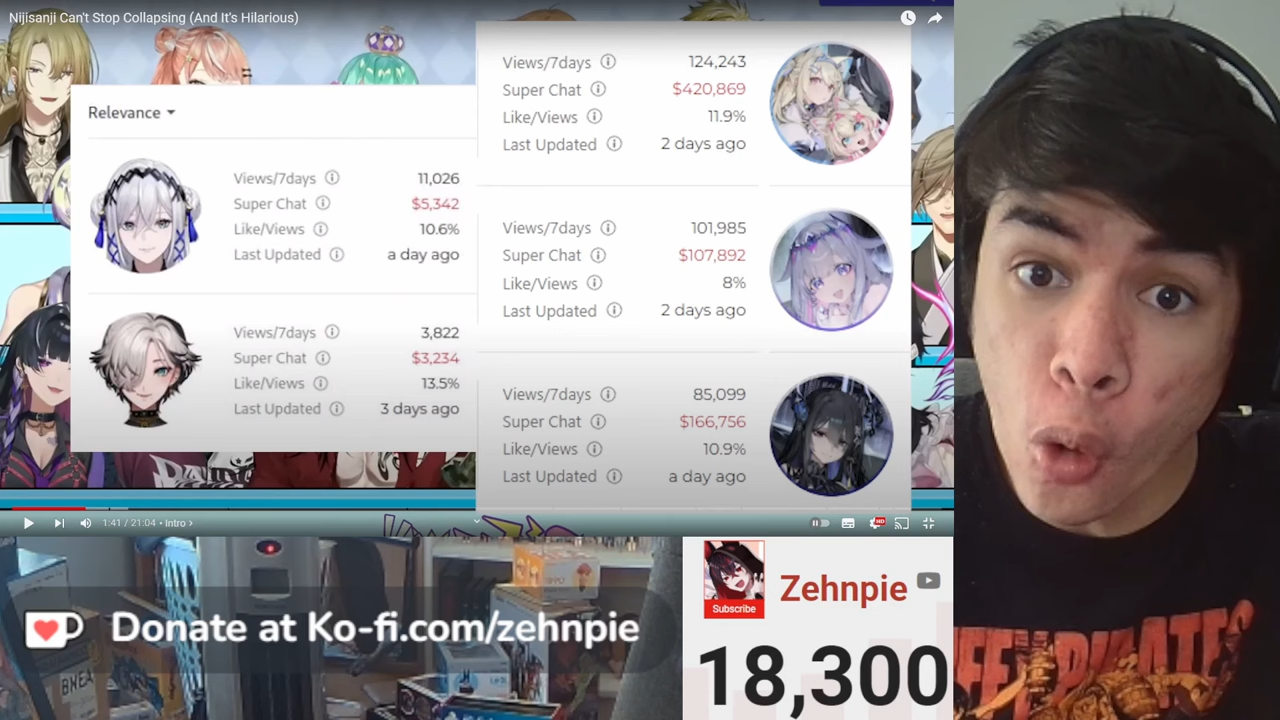 Nijisanji Can't Stop Collapsing (And It's Hilarious)
Relevance
Views/7days 11,026
Super Chat $5,342
Like/Views 10.6%
Last Updated a day ago
Views/7days 3,822
Super Chat $3,234
Like/Views 13.5%
Last Updated 3 days ago
Views/7days 124,243
Super Chat $420,869
Like/Views 11.9%
Last Updated 2 days ago
Views/7days 101,985
Super Chat $107,892
Like/Views 8%
Last Updated 2 days ago
Views/7days 85,099
Super Chat $166,756
Like/Views 10.9%
Last Updated a day ago
1:41 / 21:04 • Intro ›
HD
Donate at Ko-fi.com/zehnpie
Subscribe
Zehnpie
18,300